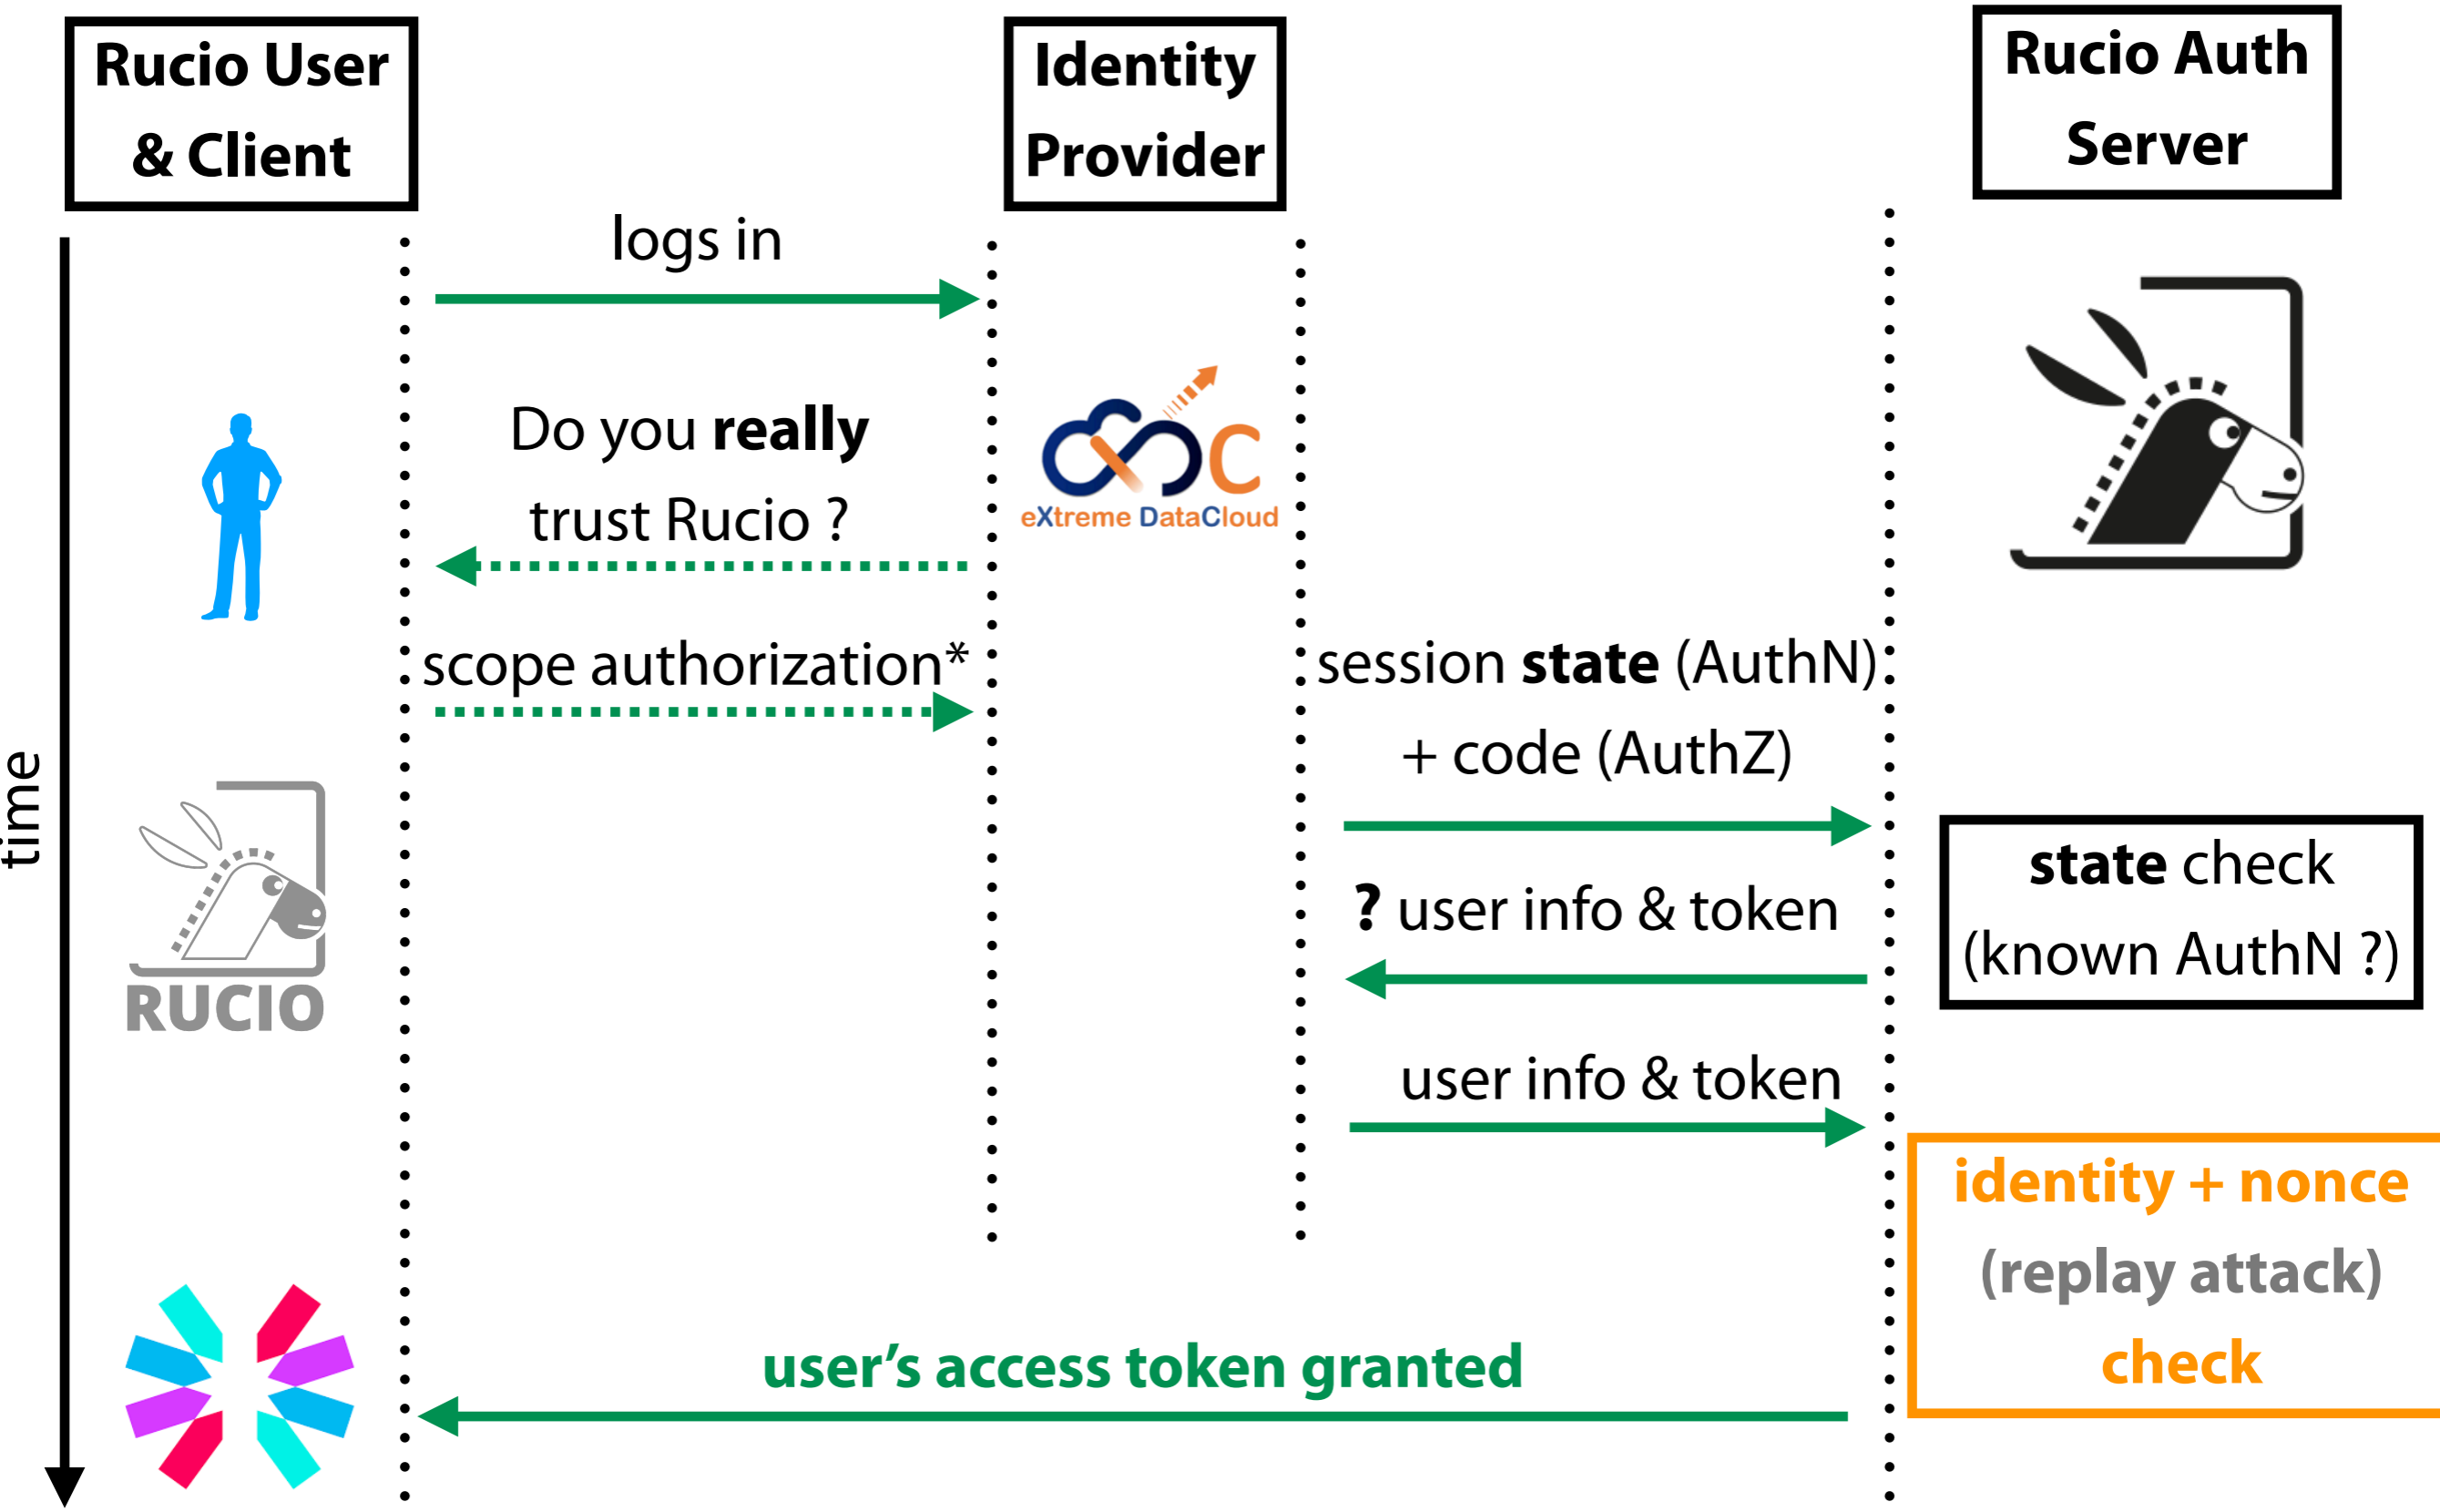 Rucio User
& Client
Identity
Provider
Rucio Auth
Server
logs in
Do you really
trust Rucio ?
eXtreme DataCloud
scope authorization*
session state (AuthN)
+ code (AuthZ)
time
state check
(known AuthN ?)
? user info & token
RUCIO
user info & token
identity + nonce
(replay attack)
check
user’s access token granted